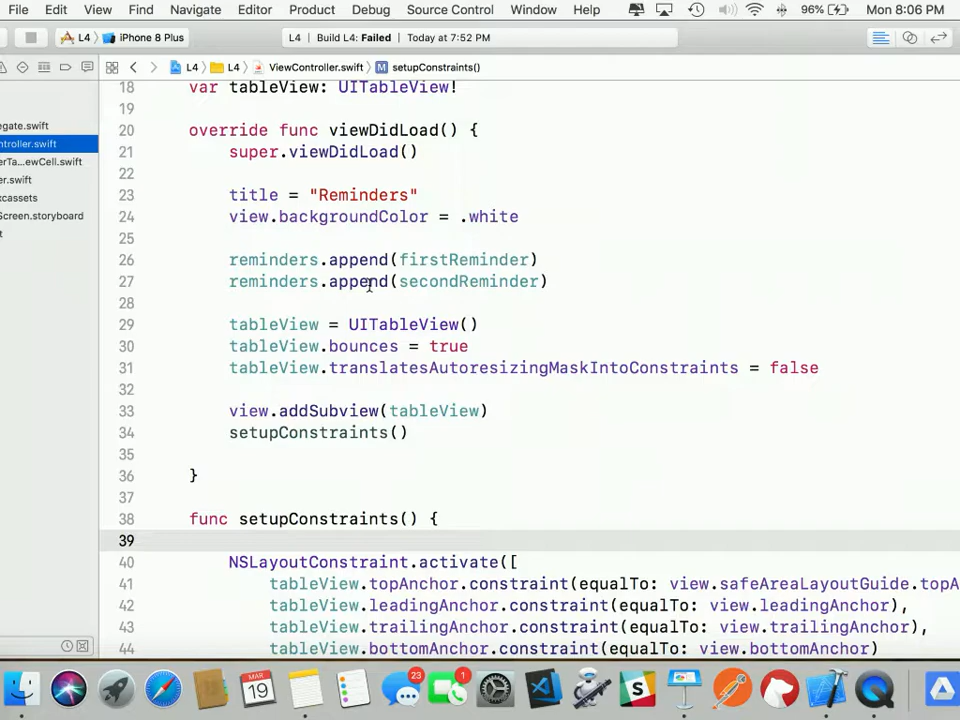 File Edit View Find Navigate Editor Product Debug Source Control Window Help 96% Mon 8:06 PM
L4 iPhone 8 Plus L4 | Build L4: Failed | Today at 7:52 PM
L4 L4 ViewController.swift M setupConstraints()
egate.swift
ntroller.swift
erTa...ewCell.swift
er.swift
xcassets
Screen.storyboard
t
18 var tableView: UITableView!
19
20 override func viewDidLoad() {
21 super.viewDidLoad()
22
23 title = "Reminders"
24 view.backgroundColor = .white
25
26 reminders.append(firstReminder)
27 reminders.append(secondReminder)
28
29 tableView = UITableView()
30 tableView.bounces = true
31 tableView.translatesAutoresizingMaskIntoConstraints = false
32
33 view.addSubview(tableView)
34 setupConstraints()
35
36 }
37
38 func setupConstraints() {
39
40 NSLayoutConstraint.activate([
41 tableView.topAnchor.constraint(equalTo: view.safeAreaLayoutGuide.topA
42 tableView.leadingAnchor.constraint(equalTo: view.leadingAnchor),
43 tableView.trailingAnchor.constraint(equalTo: view.trailingAnchor),
44 tableView.bottomAnchor.constraint(equalTo: view.bottomAnchor)
MAR
19
23
1
S